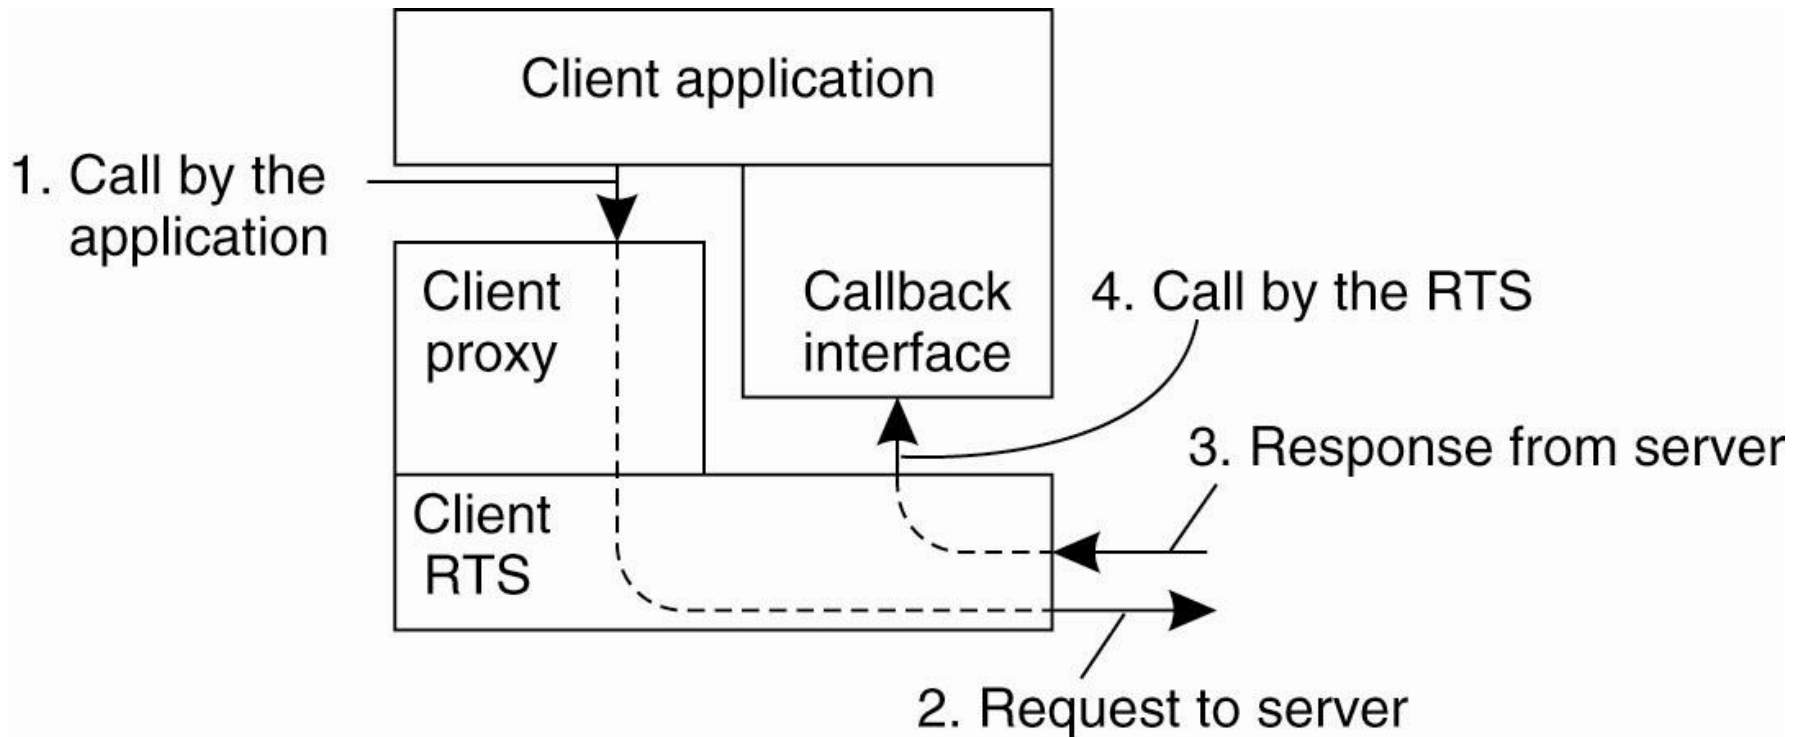 Client application
1. Call by the
application
Client
proxy
Callback
interface
4. Call by the RTS
3. Response from server
Client
RTS
2. Request to server